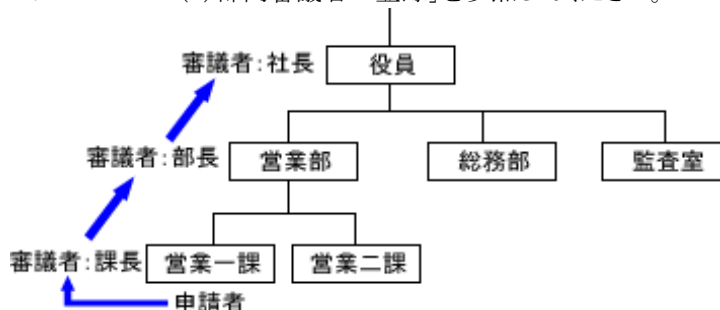 審議者:社長
役員
審議者:部長
営業部
総務部
監査室
審議者:課長
営業一課
営業二課
申請者